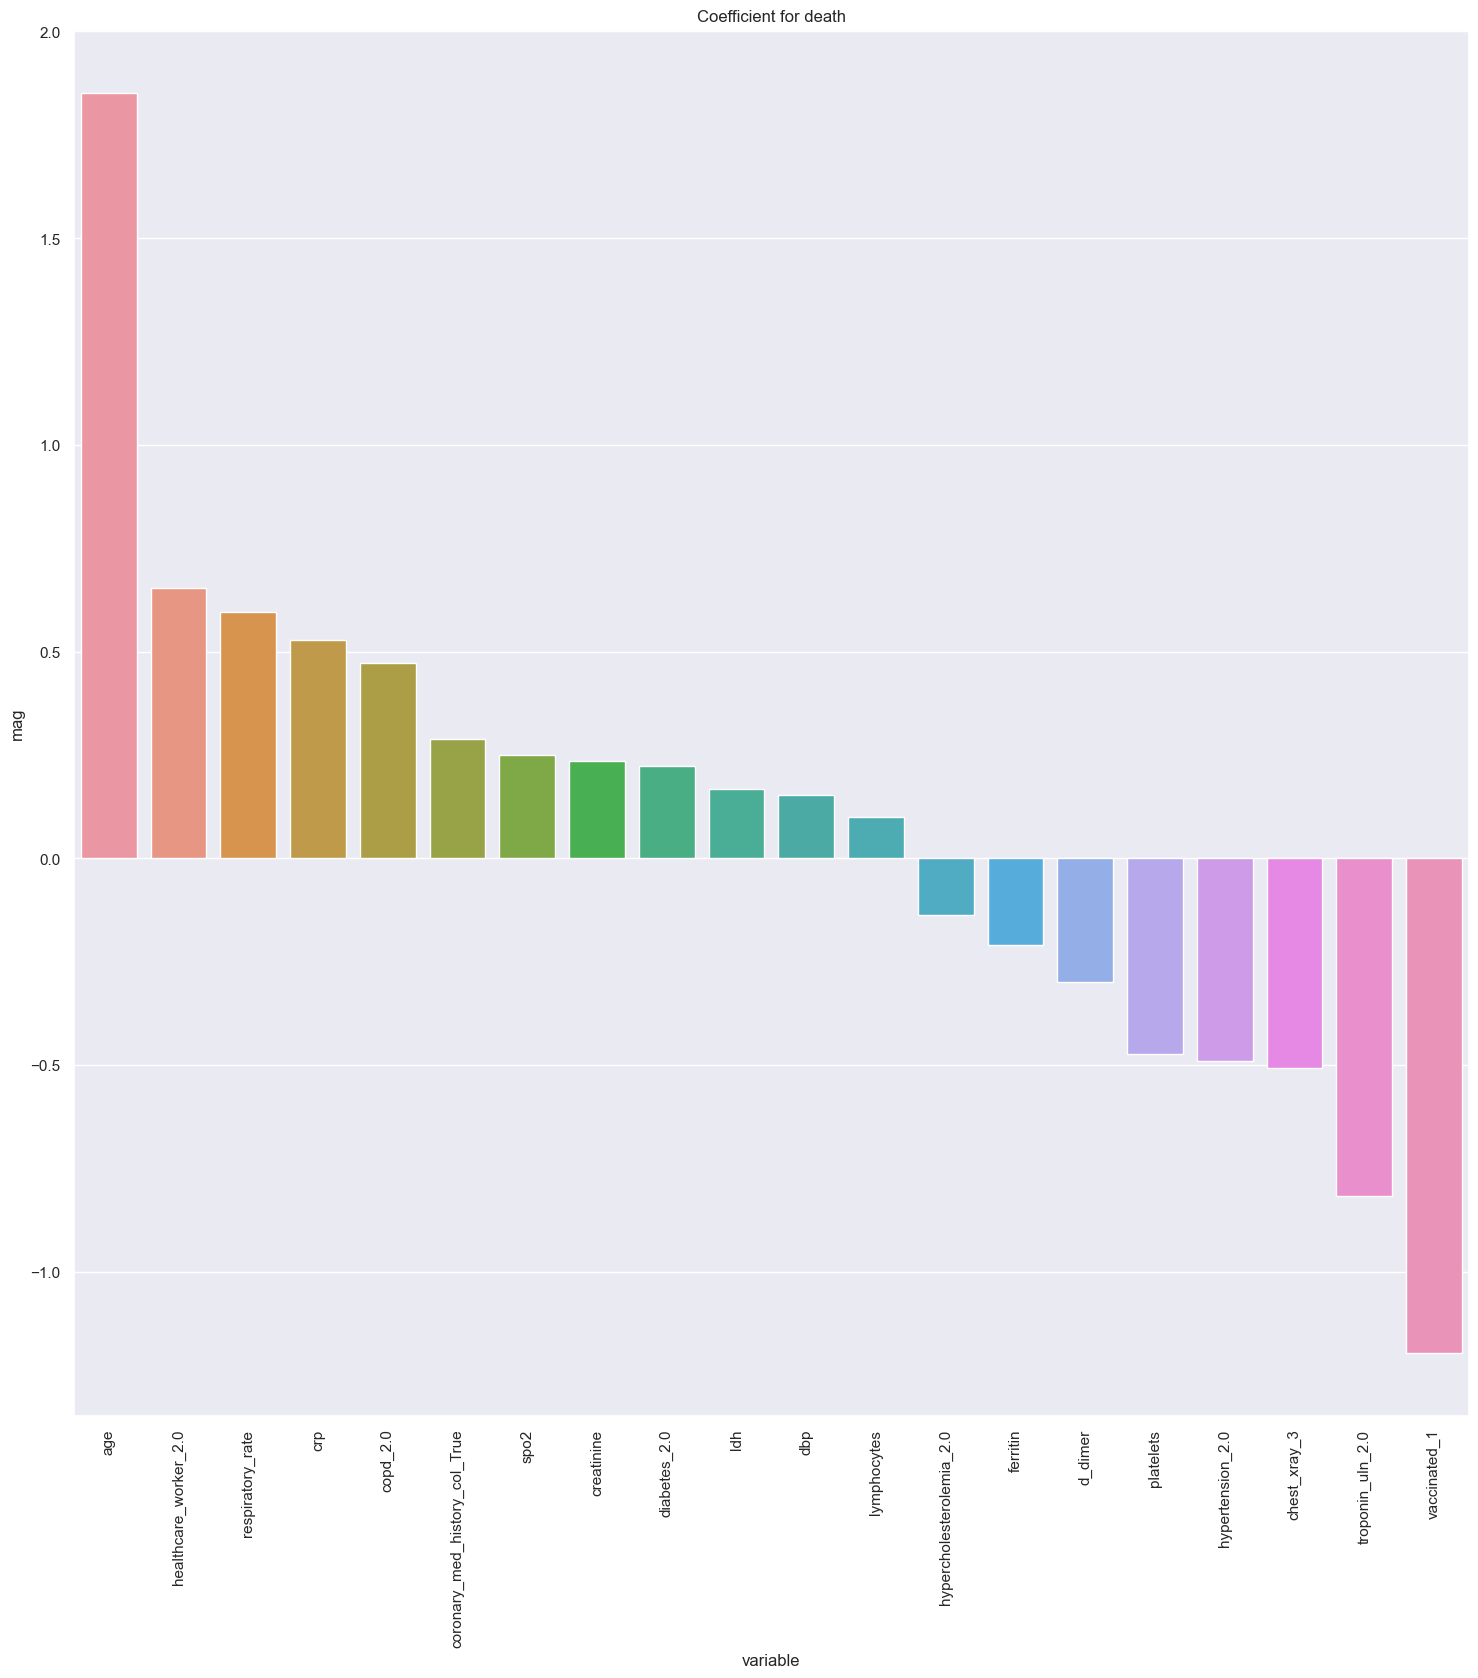 Coefficient for death
2.0
1.5
1.0
0.5
0.0
−0.5
−1.0
mag
age
healthcare_worker_2.0
respiratory_rate
crp
copd_2.0
coronary_med_history_col_True
spo2
creatinine
diabetes_2.0
ldh
dbp
lymphocytes
hypercholesterolemia_2.0
ferritin
d_dimer
platelets
hypertension_2.0
chest_xray_3
troponin_uln_2.0
vaccinated_1
variable